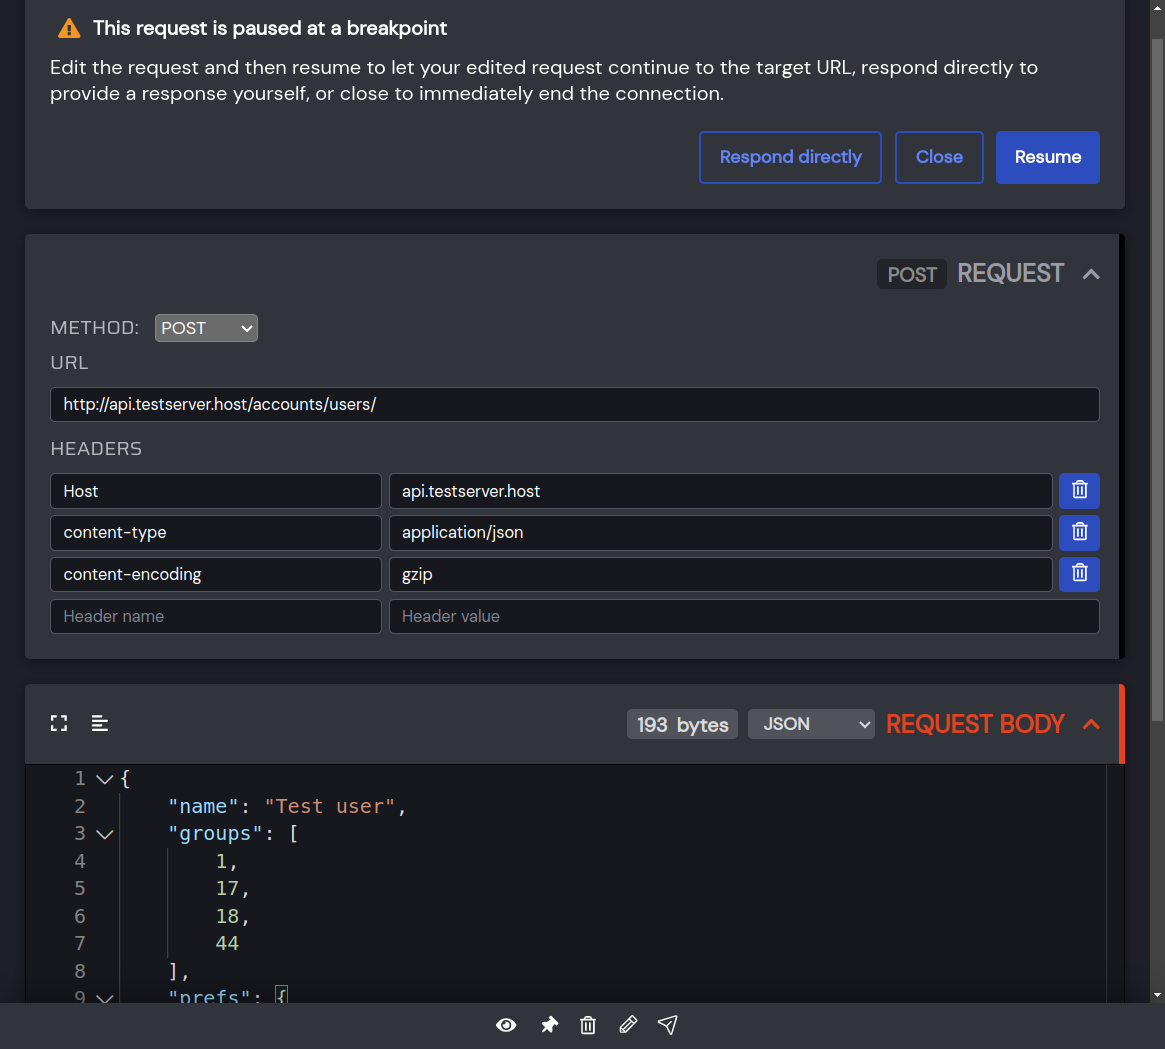 This request is paused at a breakpoint
Edit the request and then resume to let your edited request continue to the target URL, respond directly to
provide a response yourself, or close to immediately end the connection.
Respond directly Close Resume
POST REQUEST
METHOD: POST
URL
http://api.testserver.host/accounts/users/
HEADERS
Host api.testserver.host
content-type application/json
content-encoding gzip
Header name Header value
193 bytes JSON REQUEST BODY
1 {
2 "name": "Test user",
3 "groups": [
4 1,
5 17,
6 18,
7 44
8 ],
9 "prefs": {